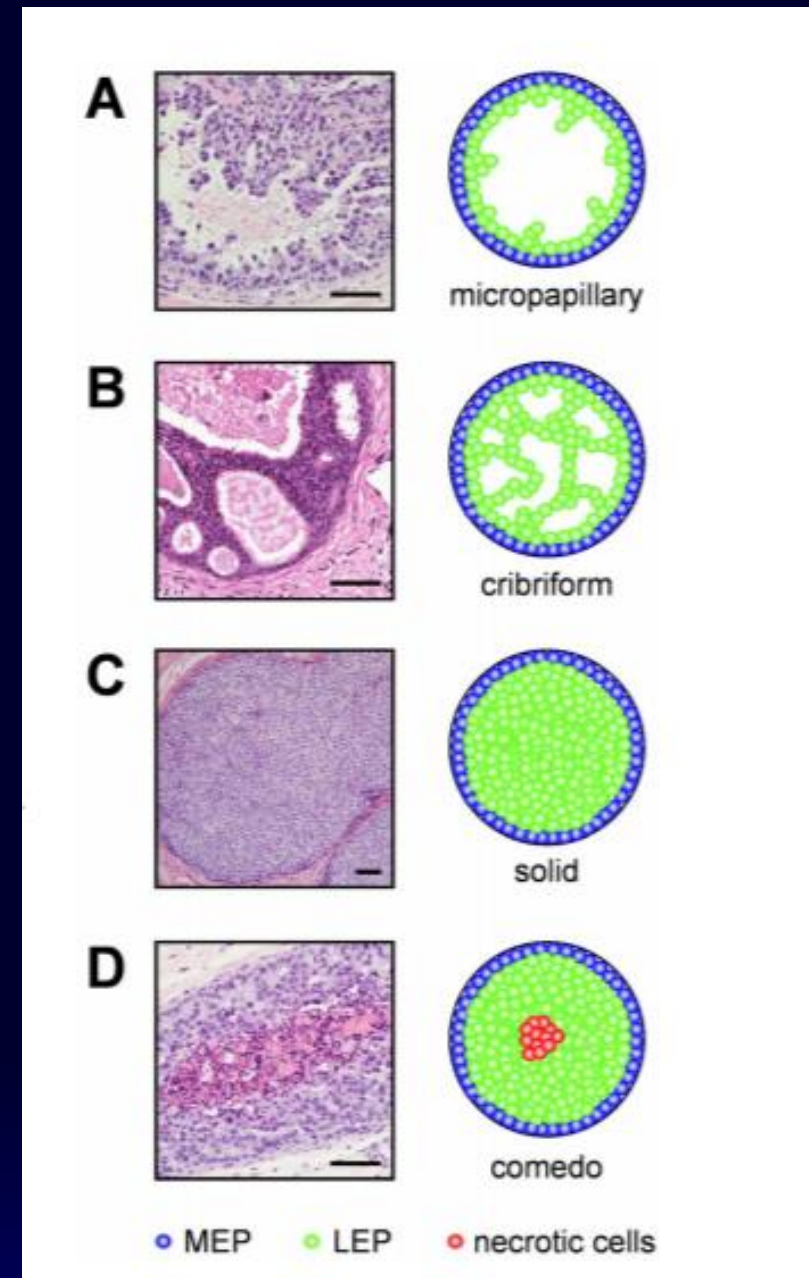 A
micropapillary
B
cribriform
C
solid
D
comedo
MEP LEP necrotic cells